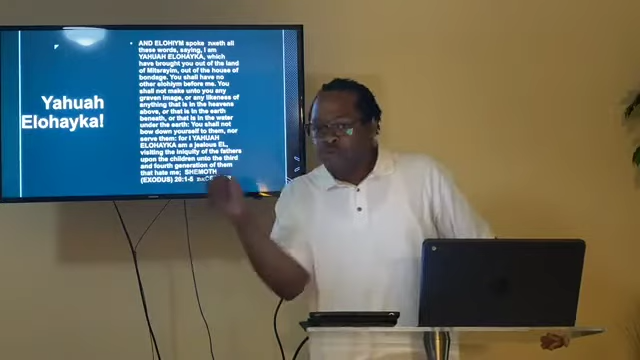 Yahuah
Elohayka!
AND ELOHIYM spoke את eth all
these words, saying, I am
YAHUAH ELOHAYKA, which
have brought you out of the land
of Mitsrayim, out of the house of
bondage. You shall have no
other elohiym before me. You
shall not make unto you any
graven image, or any likeness of
anything that is in the heavens
above, or that is in the earth
beneath, or that is in the water
under the earth: You shall not
bow down yourself to them, nor
serve them: for I YAHUAH
ELOHAYKA am a jealous EL,
visiting the iniquity of the fathers
upon the children unto the third
and fourth generation of them
that hate me; SHEMOTH
(EXODUS) 20:1-5